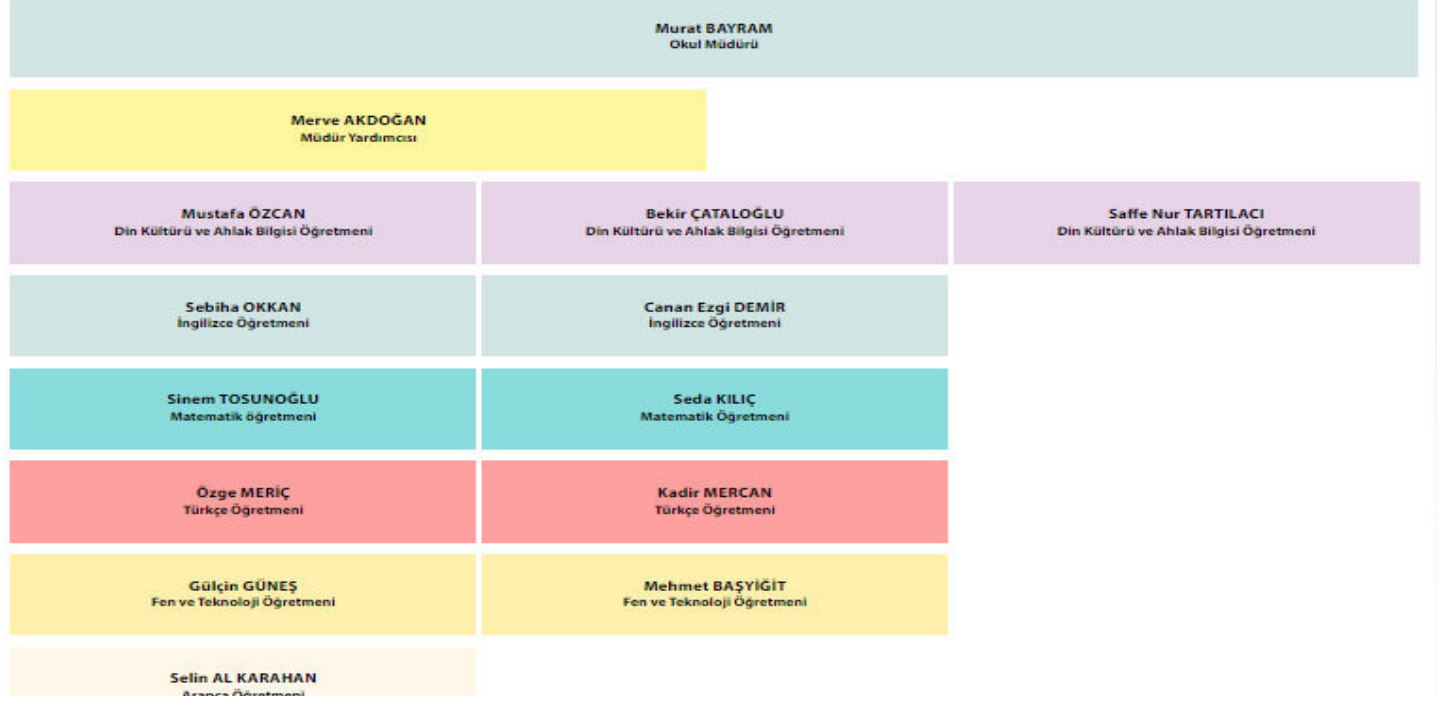 Murat BAYRAM
Okul Müdürü
Merve AKDOĞAN
Müdür Yardımcısı
Mustafa ÖZCAN
Din Kültürü ve Ahlak Bilgisi Öğretmeni
Bekir ÇATALOĞLU
Din Kültürü ve Ahlak Bilgisi Öğretmeni
Saffe Nur TARTILACI
Din Kültürü ve Ahlak Bilgisi Öğretmeni
Sebiha OKKAN
İngilizce Öğretmeni
Canan Ezgi DEMİR
İngilizce Öğretmeni
Sinem TOSUNOĞLU
Matematik öğretmeni
Seda KILIÇ
Matematik Öğretmeni
Özge MERİÇ
Türkçe Öğretmeni
Kadir MERCAN
Türkçe Öğretmeni
Gülçin GÜNEŞ
Fen ve Teknoloji Öğretmeni
Mehmet BAŞYİĞİT
Fen ve Teknoloji Öğretmeni
Selin AL KARAHAN
Arapça Öğretmeni